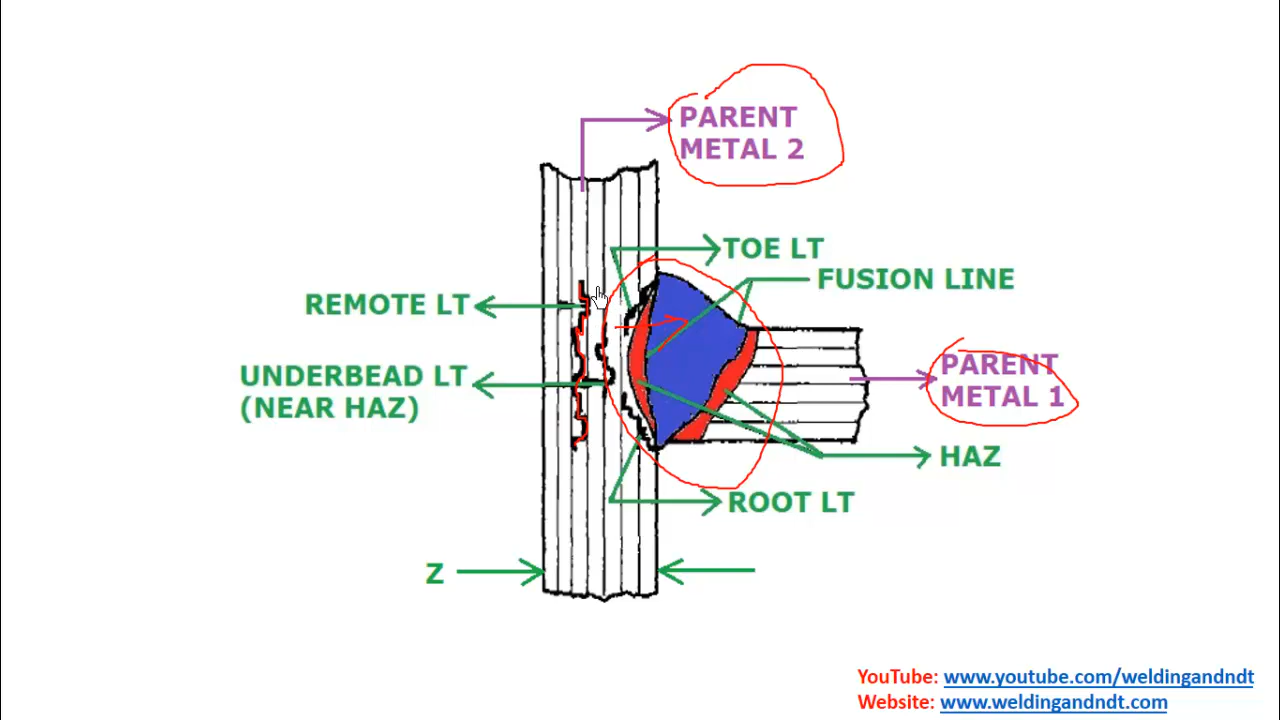 PARENT
METAL 2
TOE LT
FUSION LINE
REMOTE LT
PARENT
METAL 1
UNDERBEAD LT
(NEAR HAZ)
HAZ
ROOT LT
Z
YouTube: www.youtube.com/weldingandndt
Website: www.weldingandndt.com